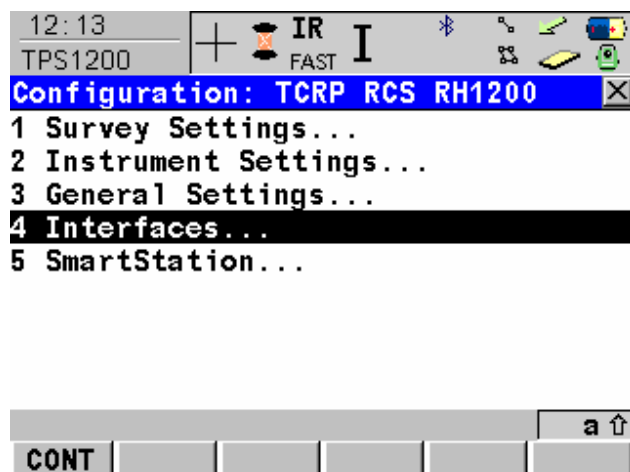 12:13
TPS1200
IR
FAST
I
Configuration: TCRP RCS RH1200
1 Survey Settings...
2 Instrument Settings...
3 General Settings...
4 Interfaces...
5 SmartStation...
a ⇧
CONT